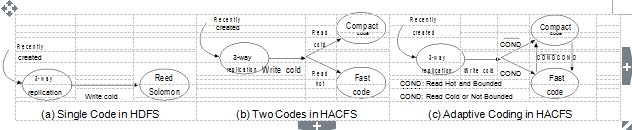 Recently
created
3-way
replication
Write cold
Reed
Solomon
(a) Single Code in HDFS
Recently
created
3-way
replication
Write cold
Read
cold
Read
hot
Compact
code
Fast
code
(b) Two Codes in HACFS
Recently
created
3-way
replication
Write cold
COND
COND
Compact
code
CONDCOND
Fast
code
COND: Read Hot and Bounded
COND: Read Cold or Not Bounded
(c) Adaptive Coding in HACFS